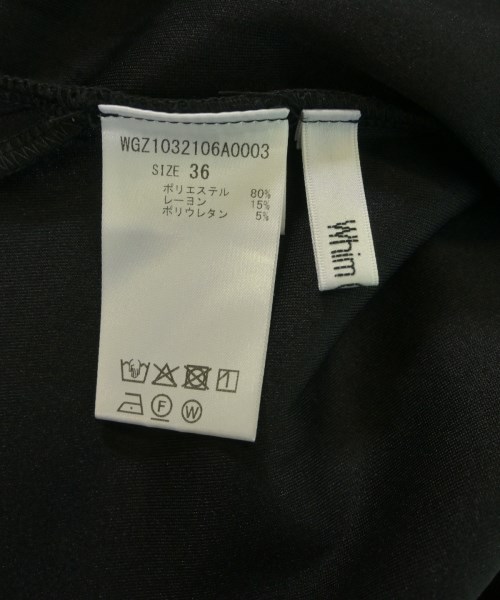 WGZ1032106A0003
SIZE 36
ポリエステル 80%
レーヨン 15%
ポリウレタン 5%
F W
Whim